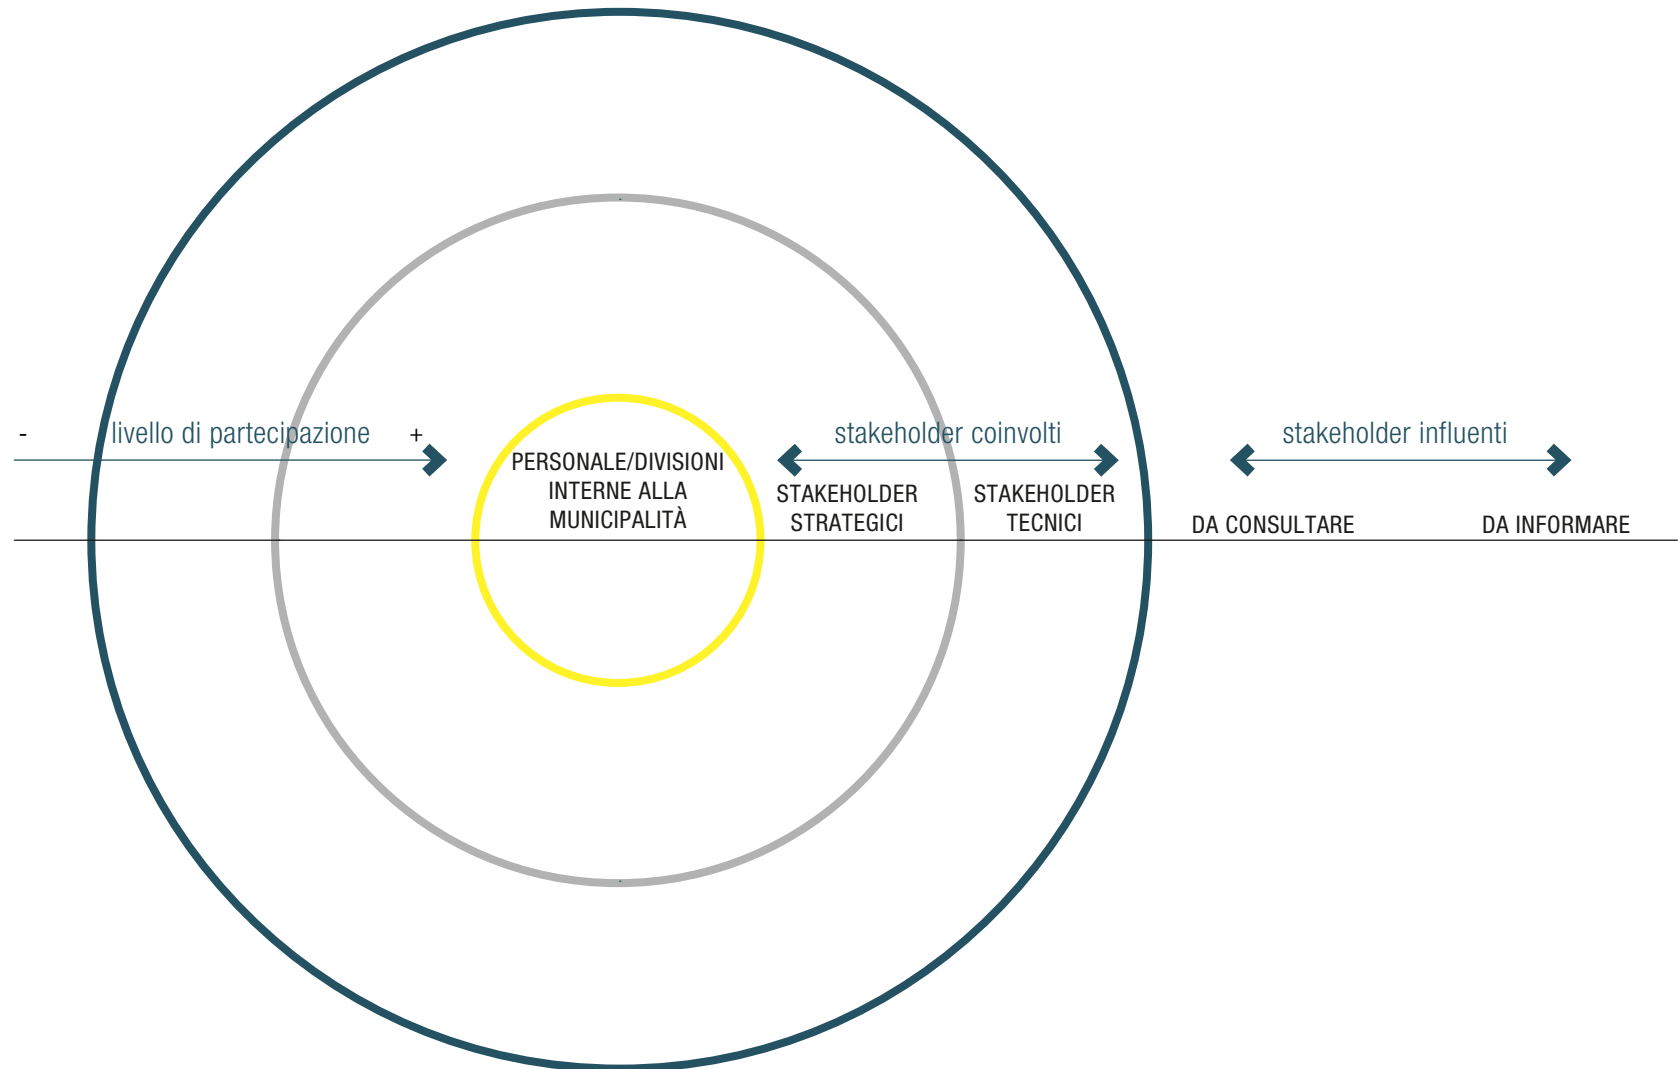 - livello di partecipazione +
stakeholder coinvolti
stakeholder influenti
PERSONALE/DIVISIONI
INTERNE ALLA
MUNICIPALITÀ
STAKEHOLDER
STRATEGICI
STAKEHOLDER
TECNICI
DA CONSULTARE
DA INFORMARE